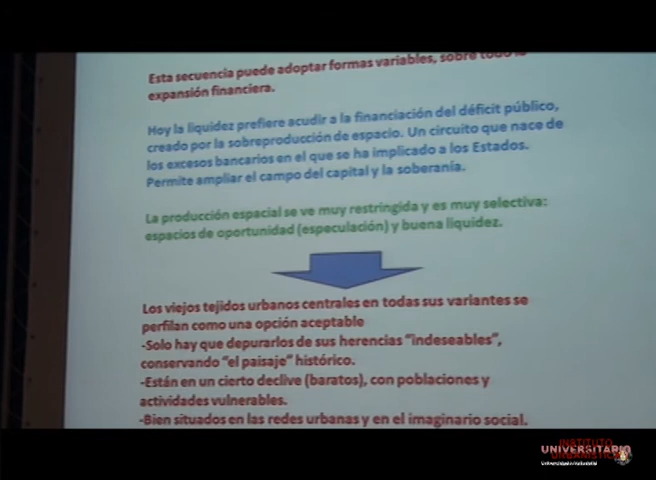 Esta secuencia puede adoptar formas variables, sobre todo la
expansión financiera.
Hoy la liquidez prefiere acudir a la financiación del déficit público,
creado por la sobreproducción de espacio. Un circuito que nace de
los excesos bancarios en el que se ha implicado a los Estados.
Permite ampliar el campo del capital y la soberanía.
La producción espacial se ve muy restringida y es muy selectiva:
espacios de oportunidad (especulación) y buena liquidez.
Los viejos tejidos urbanos centrales en todas sus variantes se
perfilan como una opción aceptable
-Solo hay que depurarlos de sus herencias "indeseables",
conservando "el paisaje" histórico.
-Están en un cierto declive (baratos), con poblaciones y
actividades vulnerables.
-Bien situados en las redes urbanas y en el imaginario social.
INSTITUTO
UNIVERSITARIO
Universidad de Valladolid